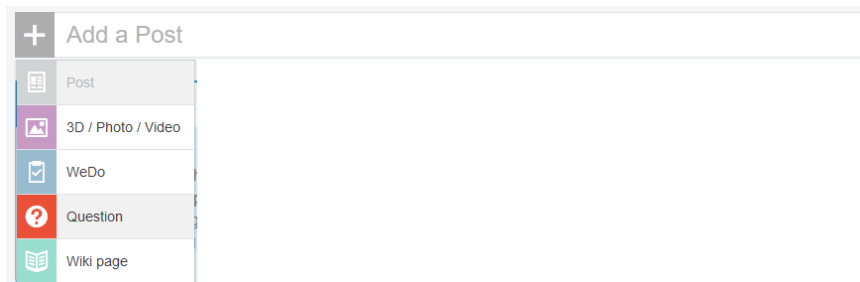 Add a Post
Post
3D / Photo / Video
WeDo
Question
Wiki page